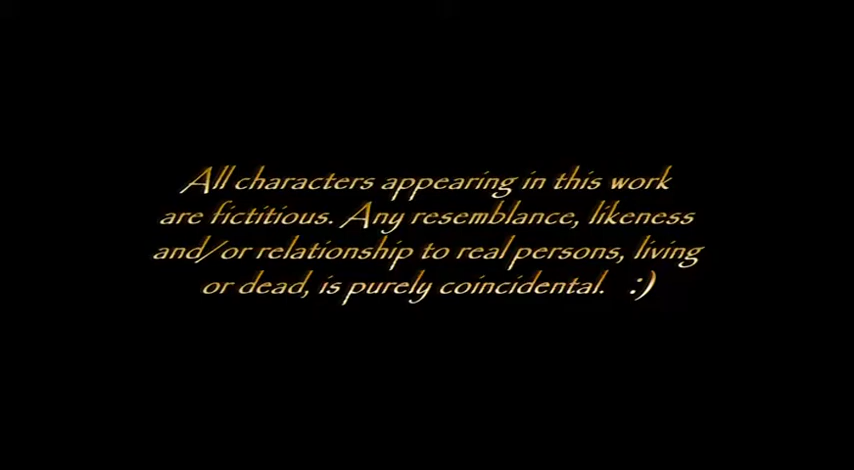 All characters appearing in this work
are fictitious. Any resemblance, likeness
and/or relationship to real persons, living
or dead, is purely coincidental. :)